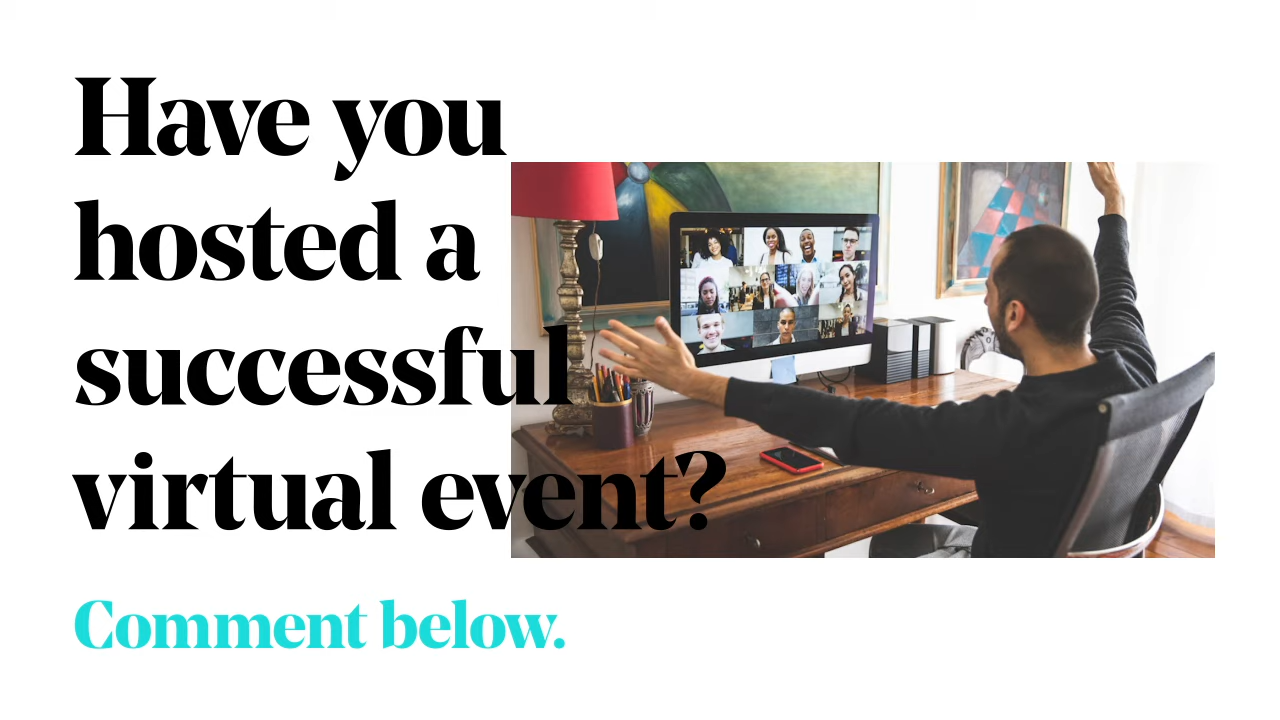 Have you
hosted a
successful
virtual event?
Comment below.